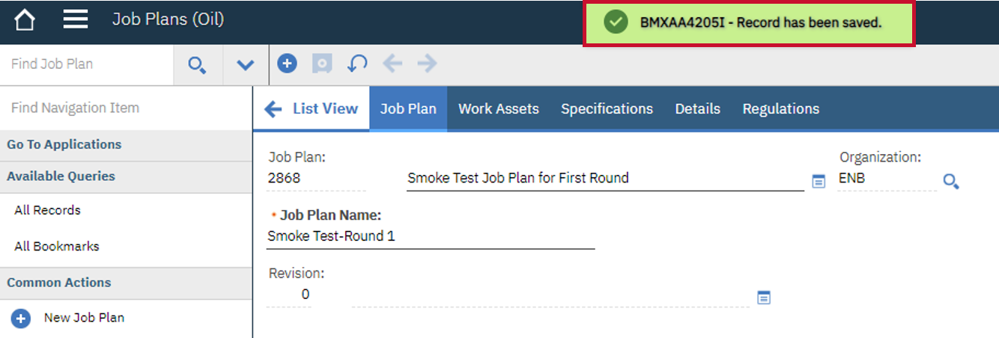 Job Plans (Oil)
BMXAA4205I - Record has been saved.
Find Job Plan
Find Navigation Item
List View Job Plan Work Assets Specifications Details Regulations
Go To Applications
Available Queries
All Records
All Bookmarks
Common Actions
New Job Plan
Job Plan:
Organization:
2868 Smoke Test Job Plan for First Round ENB
* Job Plan Name:
Smoke Test-Round 1
Revision:
0